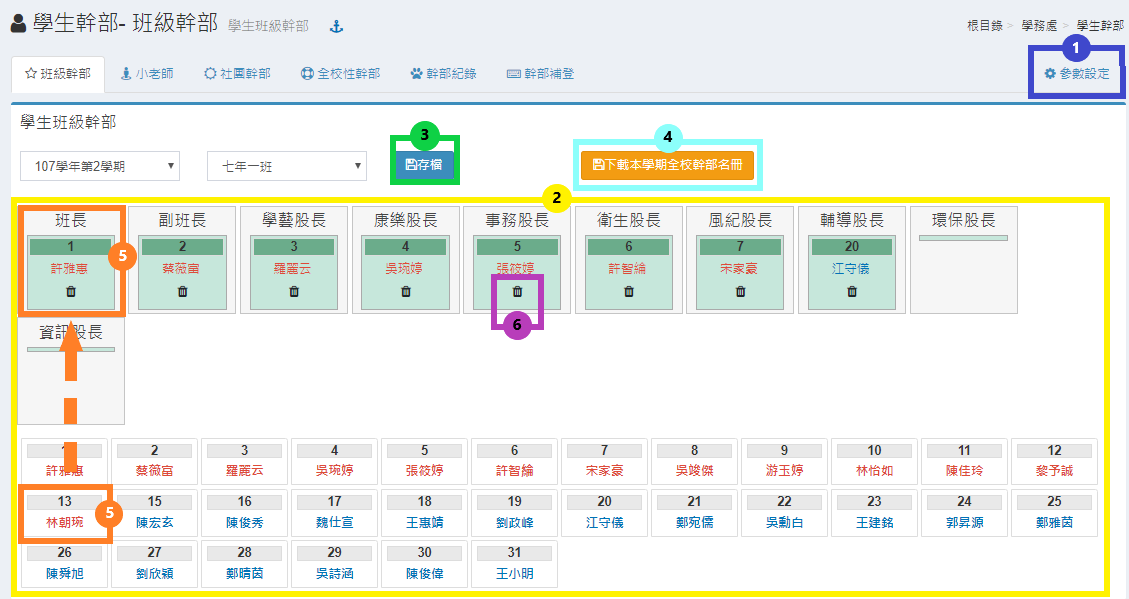 學生幹部- 班級幹部 學生班級幹部
根目錄 > 學務處 > 學生幹部
1
班級幹部 小老師 社團幹部 全校性幹部 幹部紀錄 幹部補登 參數設定
學生班級幹部
3 4
107學年第2學期 七年一班 存檔 下載本學期全校幹部名冊
2
班長 副班長 學藝股長 康樂股長 事務股長 衛生股長 風紀股長 輔導股長 環保股長
1 2 3 4 5 6 7 20
許雅惠 蔡薇富 羅麗云 吳琬婷 張筱婷 許智綸 宋家豪 江守儀
5
6
資訊股長
1 2 3 4 5 6 7 8 9 10 11 12
許雅惠 蔡薇富 羅麗云 吳琬婷 張筱婷 許智綸 宋家豪 吳竣傑 游玉婷 林怡如 陳佳玲 黎予誠
13 15 16 17 18 19 20 21 22 23 24 25
林朝琬 陳宏玄 陳俊秀 魏仕宣 王惠婧 劉政峰 江守儀 鄭宛儒 吳勳白 王建銘 郭昇源 鄭雅茵
5
26 27 28 29 30 31
陳舜旭 劉欣穎 鄭晴茵 吳詩涵 陳俊偉 王小明